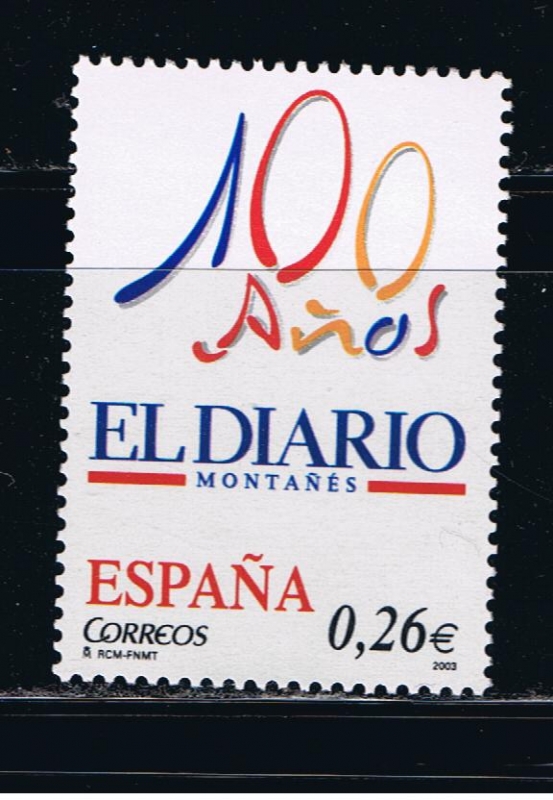 100
Años
EL DIARIO
MONTAÑÉS
ESPAÑA
CORREOS
RCM-FNMT
0,26€
2003